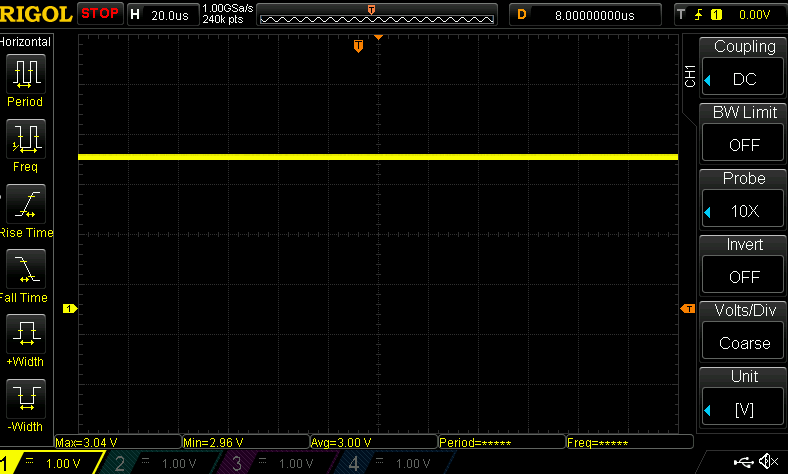 RIGOL STOP H 20.0us 1.00GSa/s
240k pts
T
D 8.00000000us T 1 0.00V
Horizontal
Period
Freq
Rise Time
Fall Time
+Width
-Width
T
1
T
CH1
Coupling
DC
BW Limit
OFF
Probe
10X
Invert
OFF
Volts/Div
Coarse
Unit
[V]
Max=3.04 V Min=2.96 V Avg=3.00 V Period=***** Freq=*****
1 = 1.00 V 2 = 1.00 V 3 = 1.00 V 4 = 1.00 V